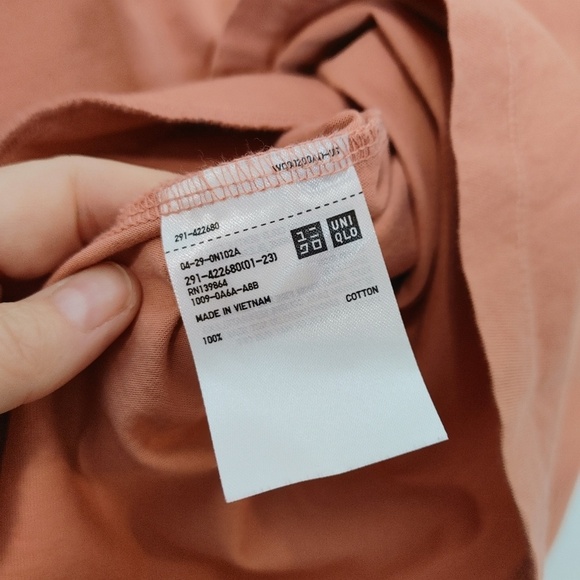 291-422680
ユニ
クロ
UNI
QLO
04-29-0N102A
291-422680(01-23)
RN139864
1009-0A6A-A8B
MADE IN VIETNAM
100% COTTON